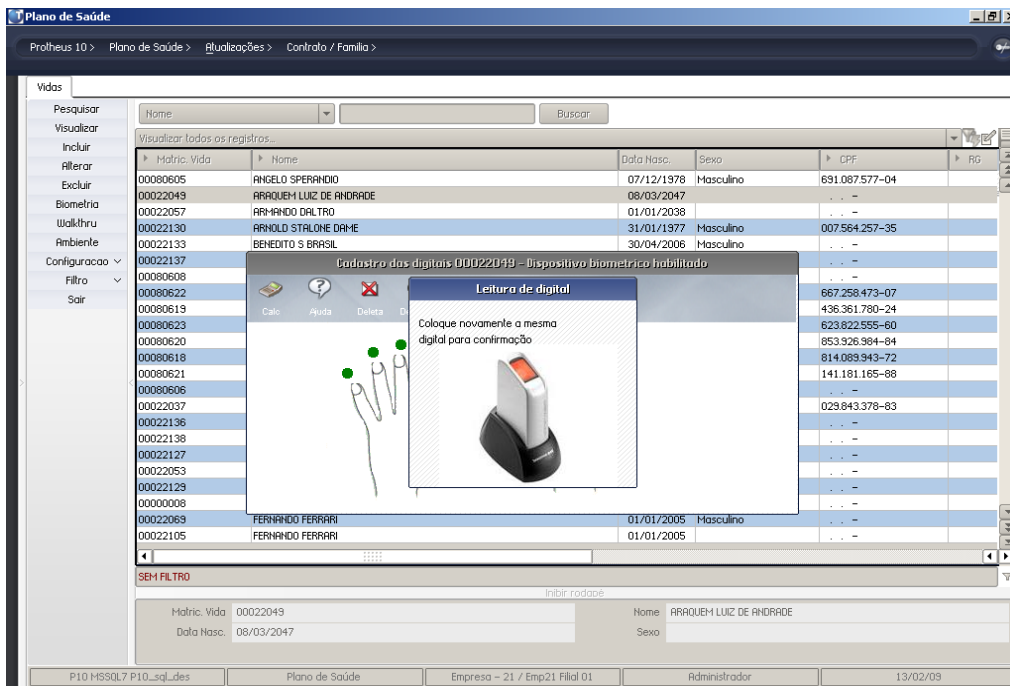 Plano de Saúde
Protheus 10 > Plano de Saúde > Atualizações > Contrato / Familia >
Vidas
Pesquisar
Visualizar
Incluir
Alterar
Excluir
Biometria
Walkthru
Ambiente
Configuracao
Filtro
Sair
Nome Buscar
Visualizar todos os registros...
Matric. Vida Nome Data Nasc. Sexo CPF RG
00080605 ANGELO SPERANDIO 07/12/1978 Masculino 691.087.577-04
00022049 ARAQUEM LUIZ DE ANDRADE 08/03/2047 . . -
00022057 ARMANDO DALTRO 01/01/2038 . . -
00022130 ARNOLD STALONE DAME 31/01/1977 Masculino 007.564.257-35
00022133 BENEDITO S BRASIL 30/04/2006 Masculino . . -
00022137 . . -
00080608 . . -
00080622 667.258.473-07
00080619 436.361.780-24
00080623 623.822.555-60
00080620 853.926.984-84
00080618 814.089.943-72
00080621 141.181.165-88
00080606 . . -
00022037 029.843.378-83
00022136 . . -
00022138 . . -
00022127 . . -
00022053 . . -
00022129 . . -
00000008 . . -
00022069 FERNANDO FERRARI 01/01/2005 Masculino . . -
00022105 FERNANDO FERRARI 01/01/2005 . . -
Cadastro das digitais 00022049 - Dispositivo biometrico habilitado
Calc Ajuda Deleta
Leitura de digital
Coloque novamente a mesma
digital para confirmação
SEM FILTRO
Inibir rodapé
Matric. Vida 00022049 Nome ARAQUEM LUIZ DE ANDRADE
Data Nasc. 08/03/2047 Sexo
P10 MSSQL7 P10_sql_des Plano de Saúde Empresa - 21 / Emp21 Filial 01 Administrador 13/02/09